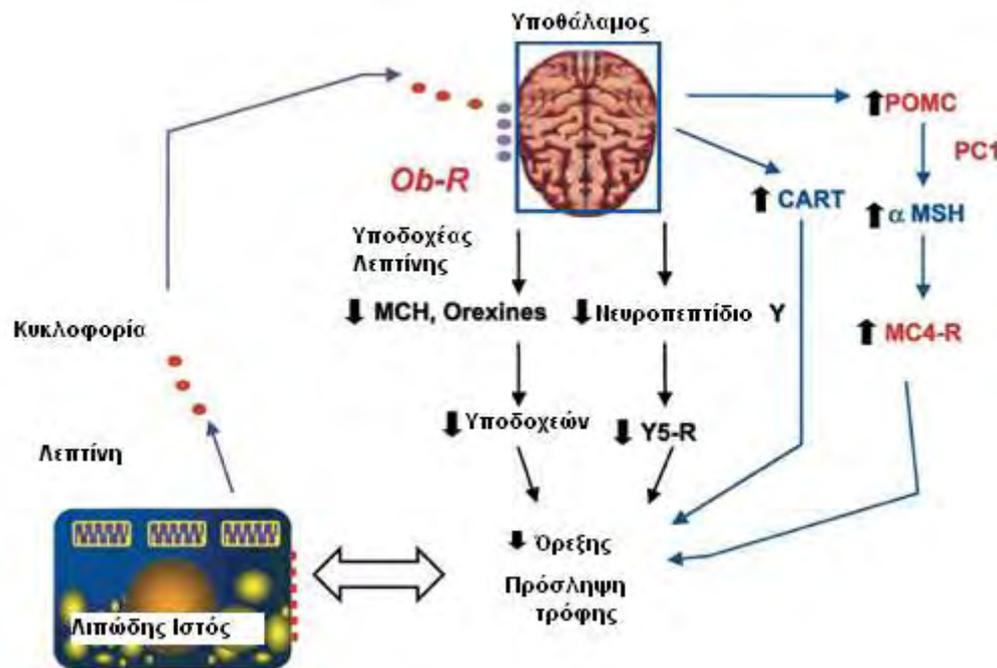 Υποθάλαμος
POMC
PC1
Ob-R
CART
α MSH
Υποδοχέας
Λεπτίνης
MCH, Orexines
Νευροπεπτίδιο Υ
Κυκλοφορία
MC4-R
Υποδοχεών
Y5-R
Λεπτίνη
Όρεξης
Πρόσληψη
τρόφης
Λιπώδης Ιστός